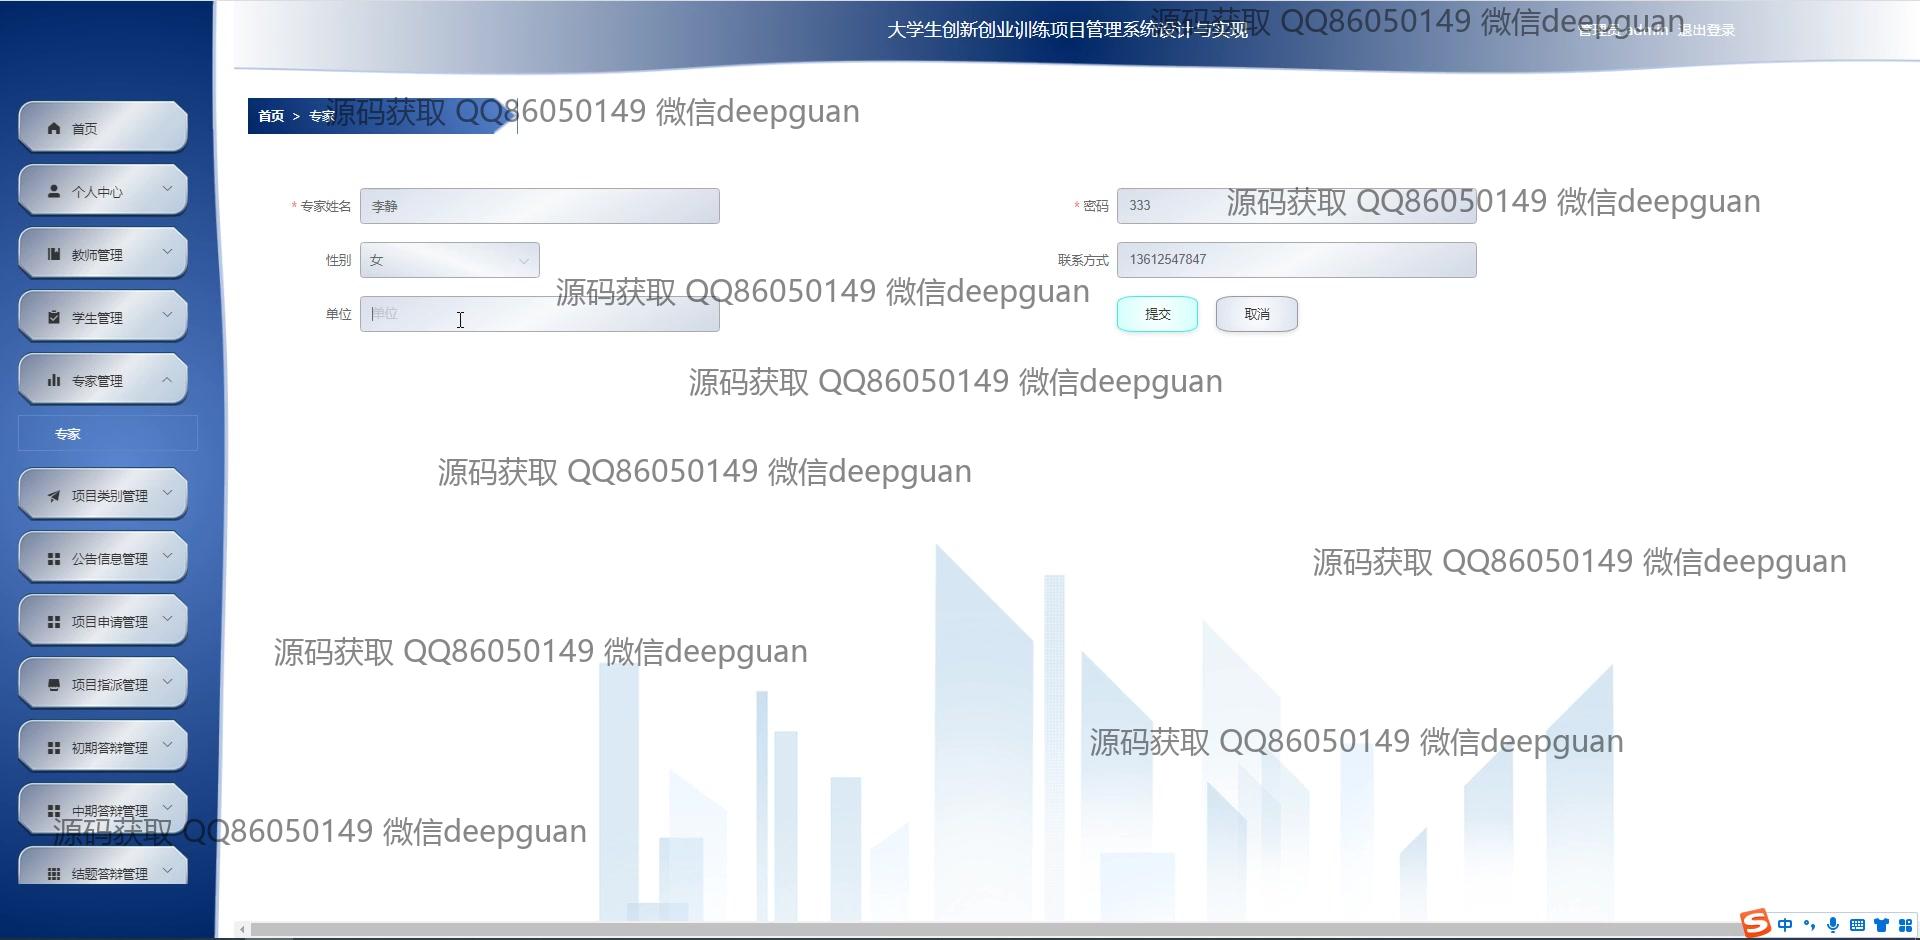 大学生创新创业训练项目管理系统设计与实现
源码获取 QQ86050149 微信deepguan
管理员 admin 退出登录
首页 > 专家
源码获取 QQ86050149 微信deepguan
首页
个人中心
教师管理
学生管理
专家管理
专家
项目类别管理
公告信息管理
项目申请管理
项目指派管理
初期答辩管理
中期答辩管理
结题答辩管理
* 专家姓名 李静
* 密码 333
源码获取 QQ86050149 微信deepguan
性别 女
联系方式 13612547847
源码获取 QQ86050149 微信deepguan
单位 单位
提交 取消
源码获取 QQ86050149 微信deepguan
源码获取 QQ86050149 微信deepguan
源码获取 QQ86050149 微信deepguan
源码获取 QQ86050149 微信deepguan
源码获取 QQ86050149 微信deepguan
源码获取 QQ86050149 微信deepguan
S 中